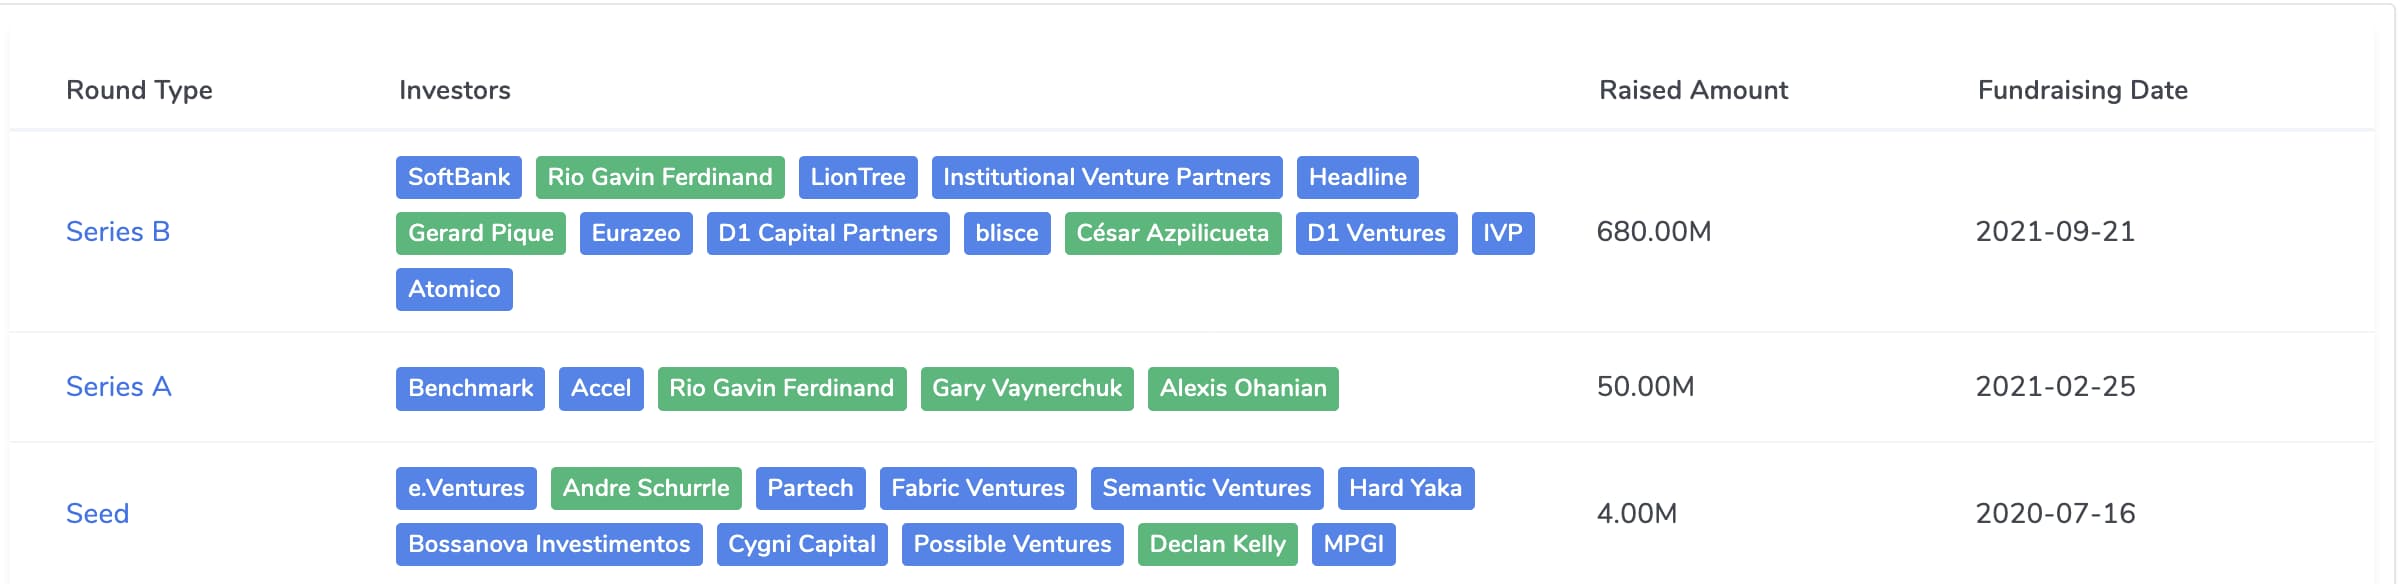 Round Type Investors Raised Amount Fundraising Date
SoftBank Rio Gavin Ferdinand LionTree Institutional Venture Partners Headline
Series B Gerard Pique Eurazeo D1 Capital Partners blisce César Azpilicueta D1 Ventures IVP 680.00M 2021-09-21
Atomico
Series A Benchmark Accel Rio Gavin Ferdinand Gary Vaynerchuk Alexis Ohanian 50.00M 2021-02-25
e.Ventures Andre Schurrle Partech Fabric Ventures Semantic Ventures Hard Yaka
Seed 4.00M 2020-07-16
Bossanova Investimentos Cygni Capital Possible Ventures Declan Kelly MPGI